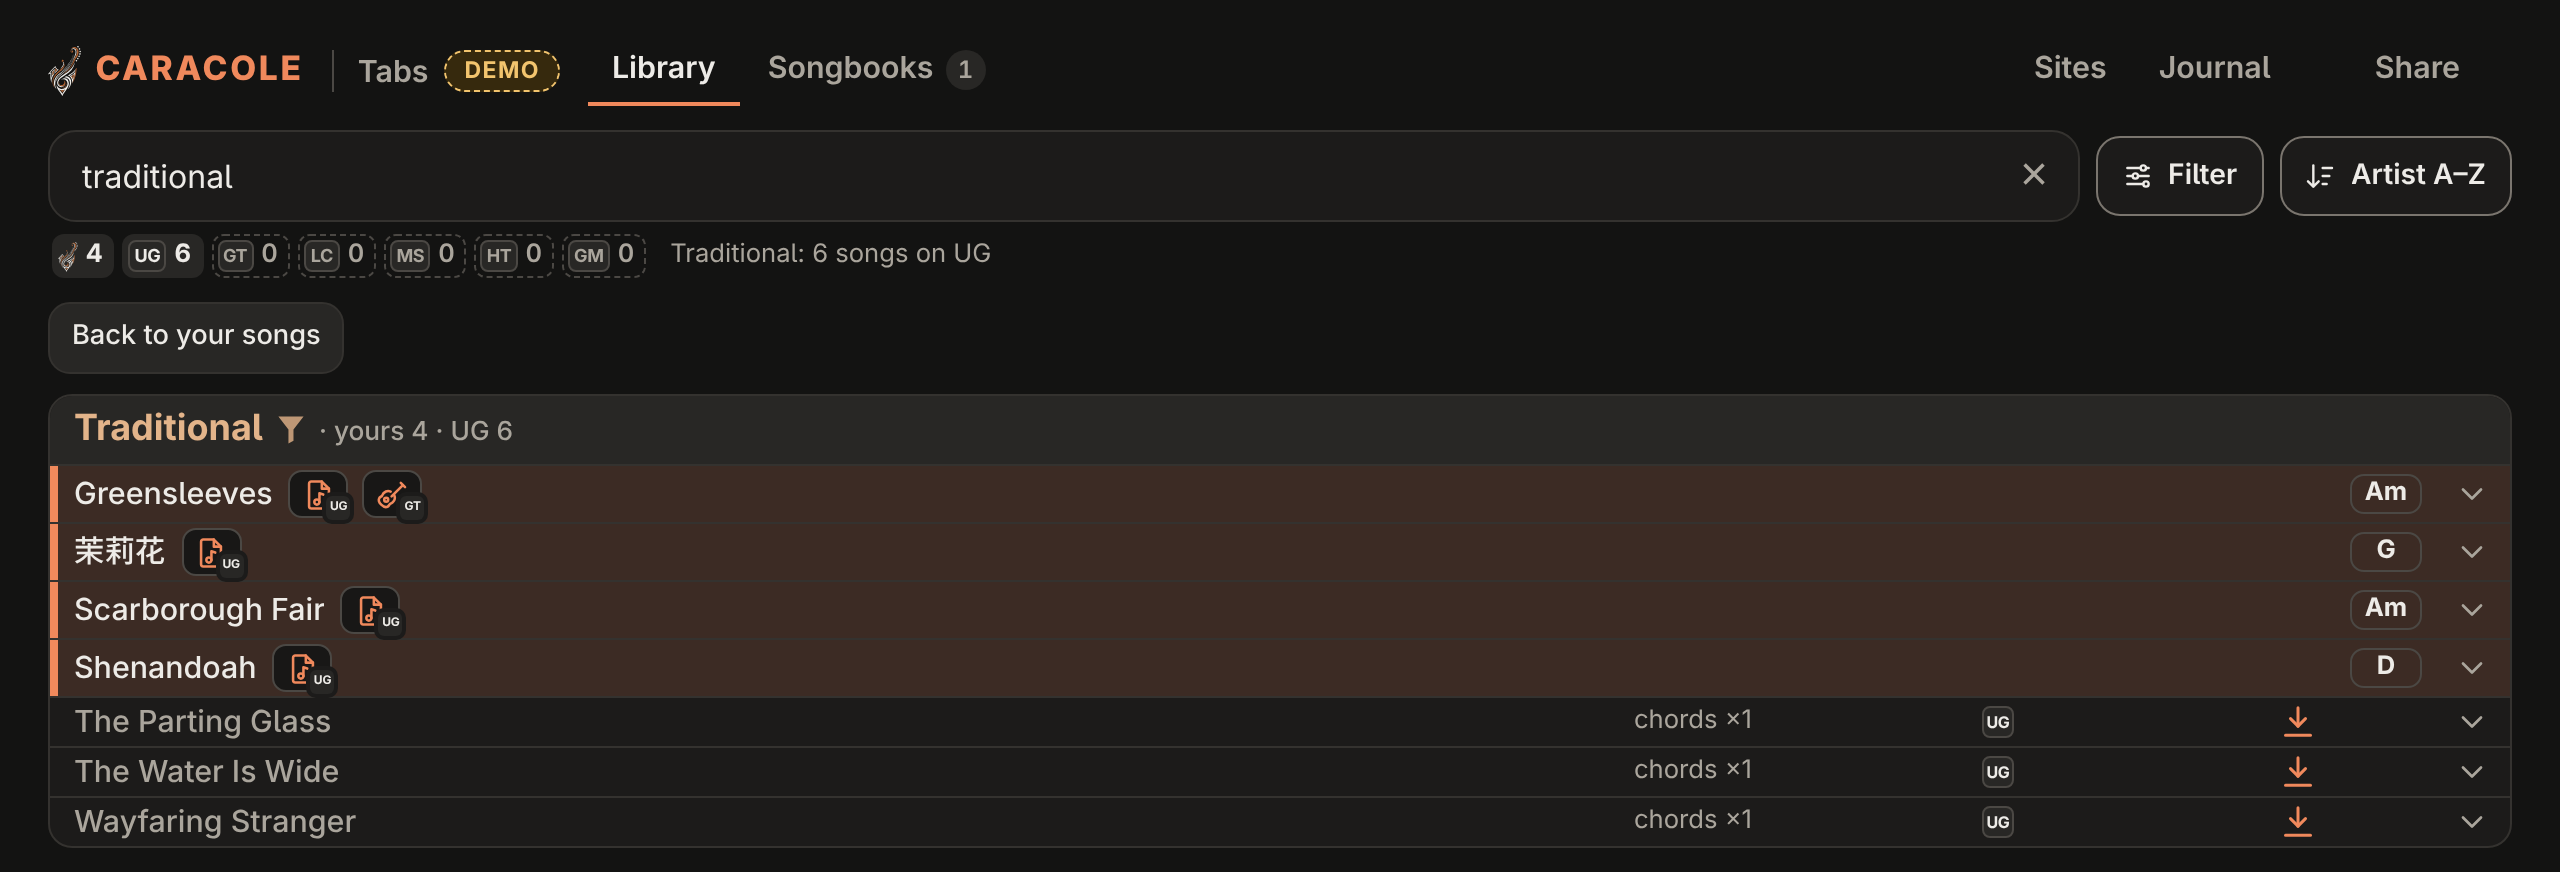 CARACOLE Tabs DEMO Library Songbooks 1 Sites Journal Share
traditional Filter Artist A–Z
4 UG 6 GT 0 LC 0 MS 0 HT 0 GM 0 Traditional: 6 songs on UG
Back to your songs
Traditional · yours 4 · UG 6
Greensleeves UG GT Am
茉莉花 UG G
Scarborough Fair UG Am
Shenandoah UG D
The Parting Glass chords ×1 UG
The Water Is Wide chords ×1 UG
Wayfaring Stranger chords ×1 UG